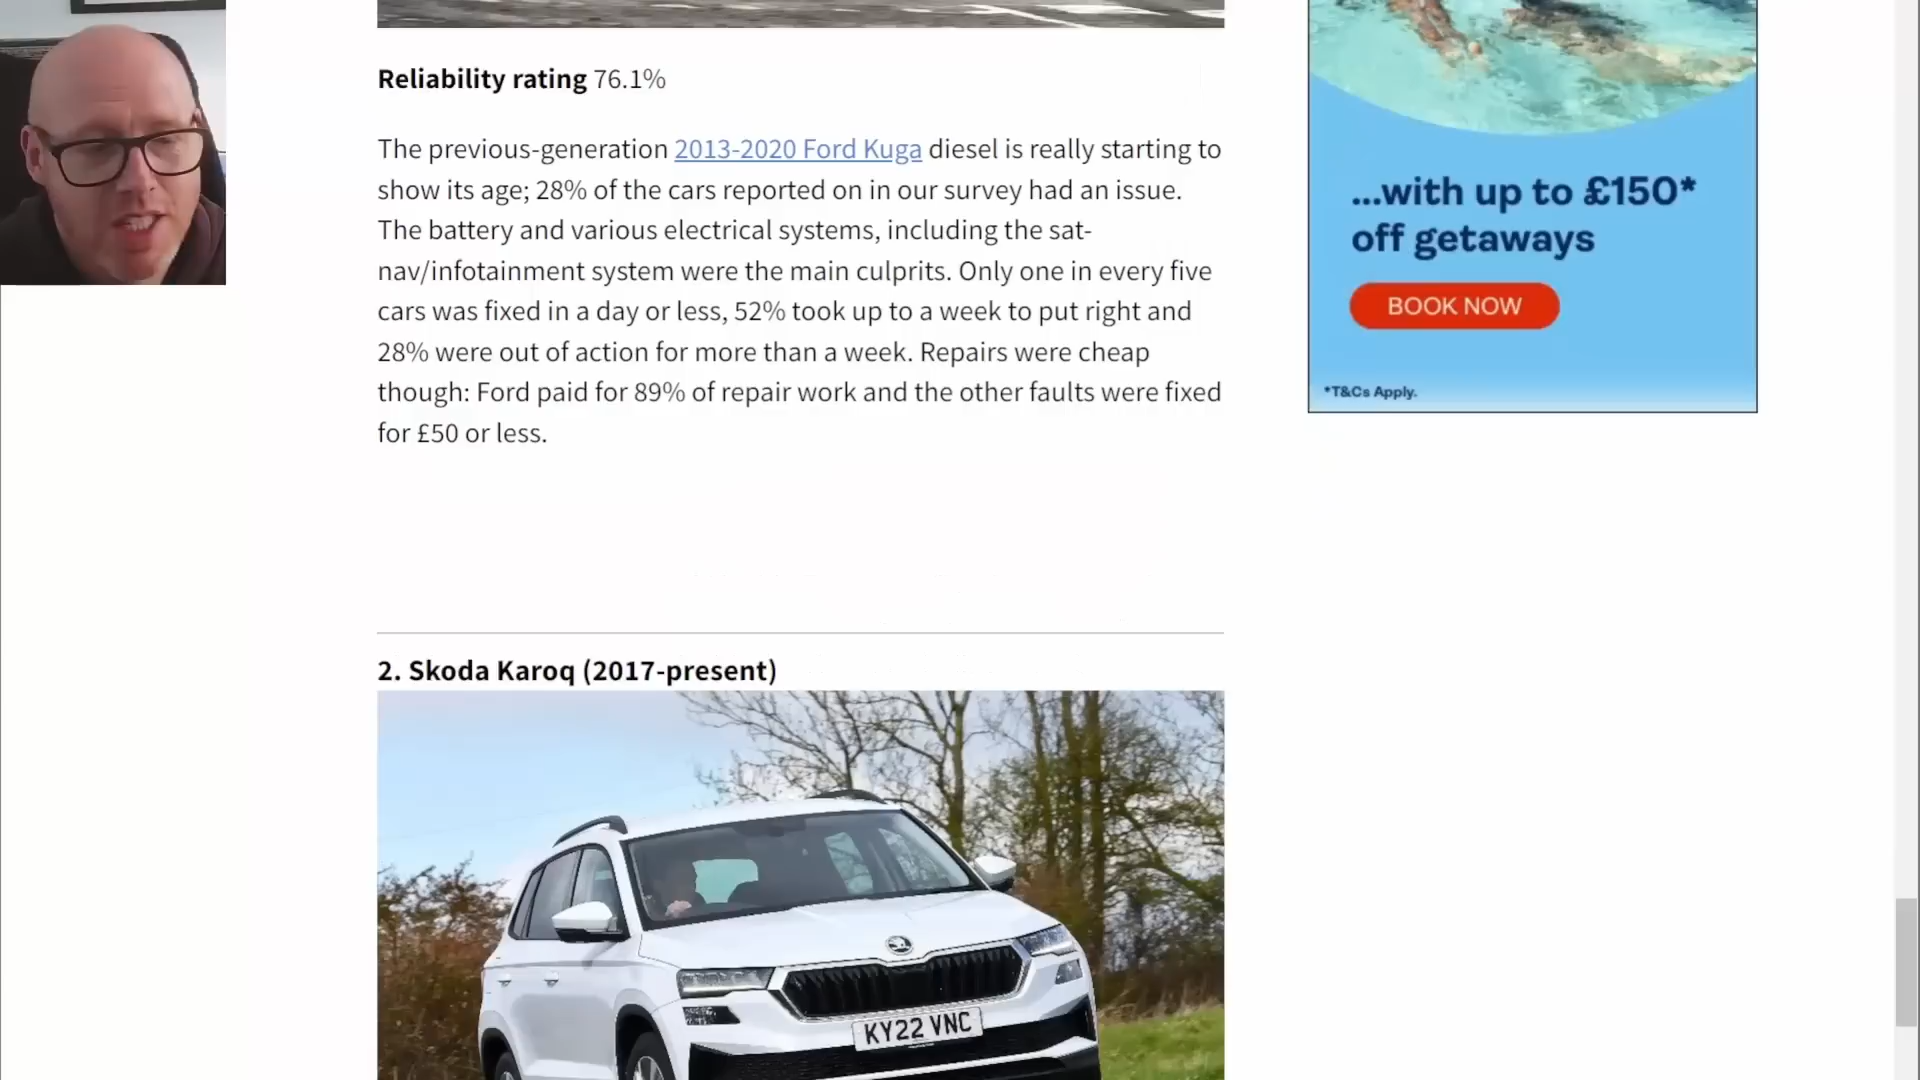 Reliability rating 76.1%
The previous-generation 2013-2020 Ford Kuga diesel is really starting to
show its age; 28% of the cars reported on in our survey had an issue.
The battery and various electrical systems, including the sat-
nav/infotainment system were the main culprits. Only one in every five
cars was fixed in a day or less, 52% took up to a week to put right and
28% were out of action for more than a week. Repairs were cheap
though: Ford paid for 89% of repair work and the other faults were fixed
for £50 or less.
2. Skoda Karoq (2017-present)
KY22 VNC
...with up to £150*
off getaways
BOOK NOW
*T&Cs Apply.